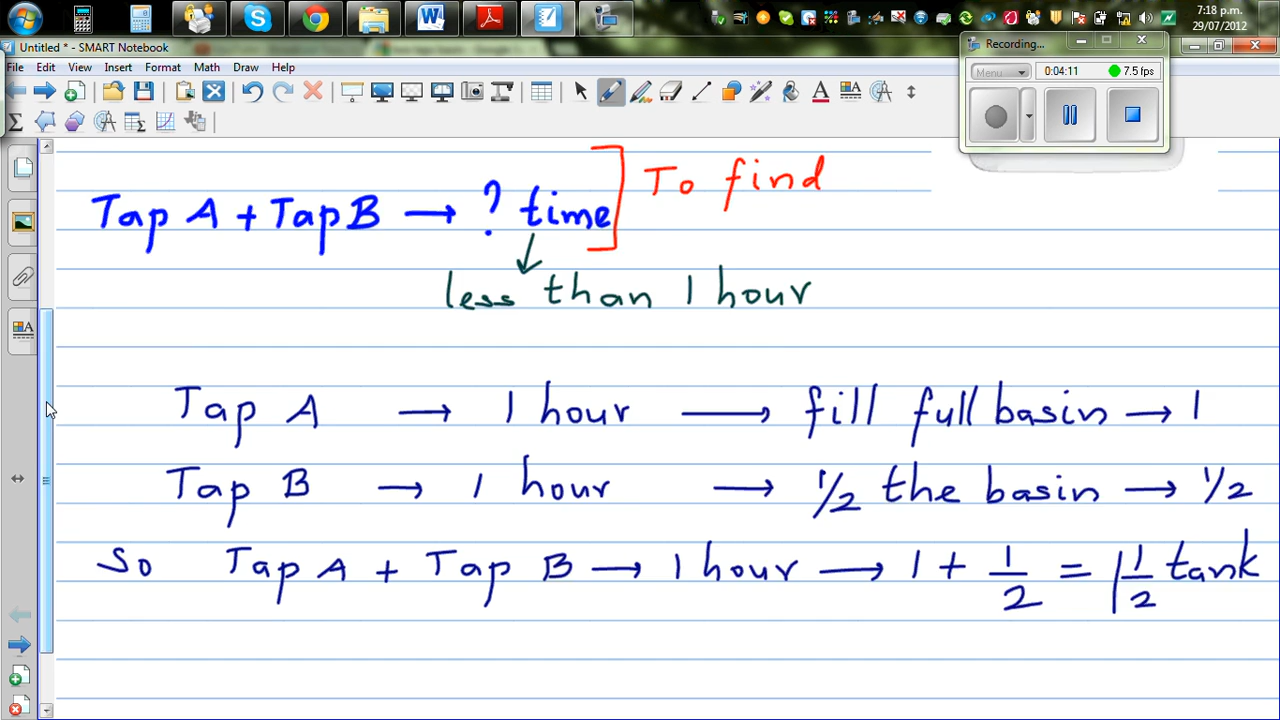 7:18 p.m.
29/07/2012
Untitled * - SMART Notebook
Recording...
File Edit View Insert Format Math Draw Help
Menu 0:04:11 7.5 fps
Tap A + Tap B → ? time ] To find
less than 1 hour
Tap A → 1 hour → fill full basin → 1
Tap B → 1 hour → 1/2 the basin → 1/2
So Tap A + Tap B → 1 hour → 1 + 1/2 = 1 1/2 tank